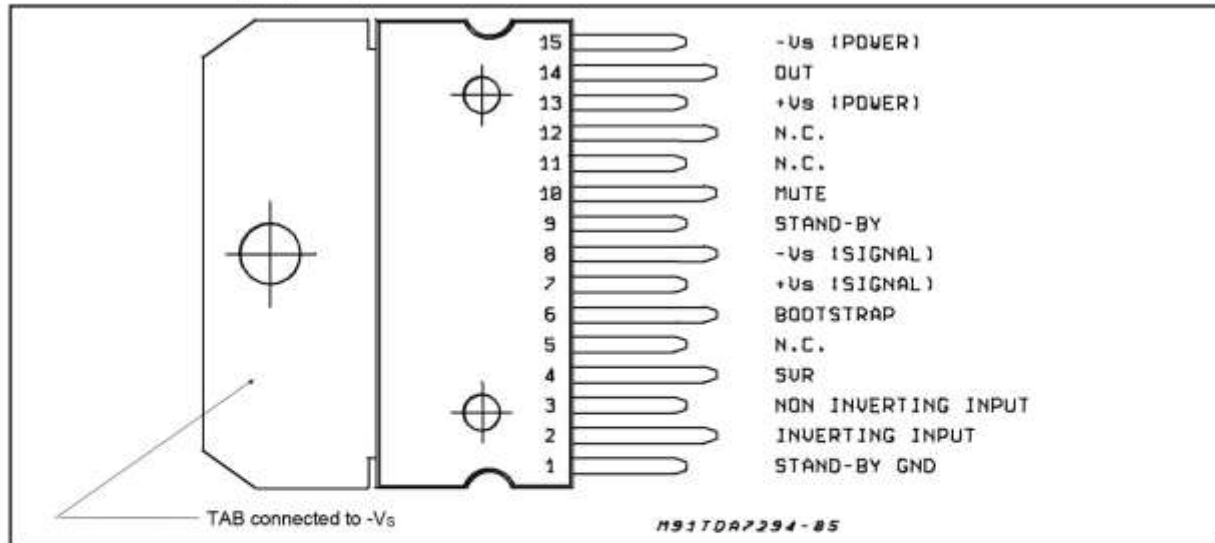 15 -Vs (POWER)
14 OUT
13 +Vs (POWER)
12 N.C.
11 N.C.
10 MUTE
9 STAND-BY
8 -Vs (SIGNAL)
7 +Vs (SIGNAL)
6 BOOTSTRAP
5 N.C.
4 SVR
3 NON INVERTING INPUT
2 INVERTING INPUT
1 STAND-BY GND
TAB connected to -Vs
M91TDA7294-85